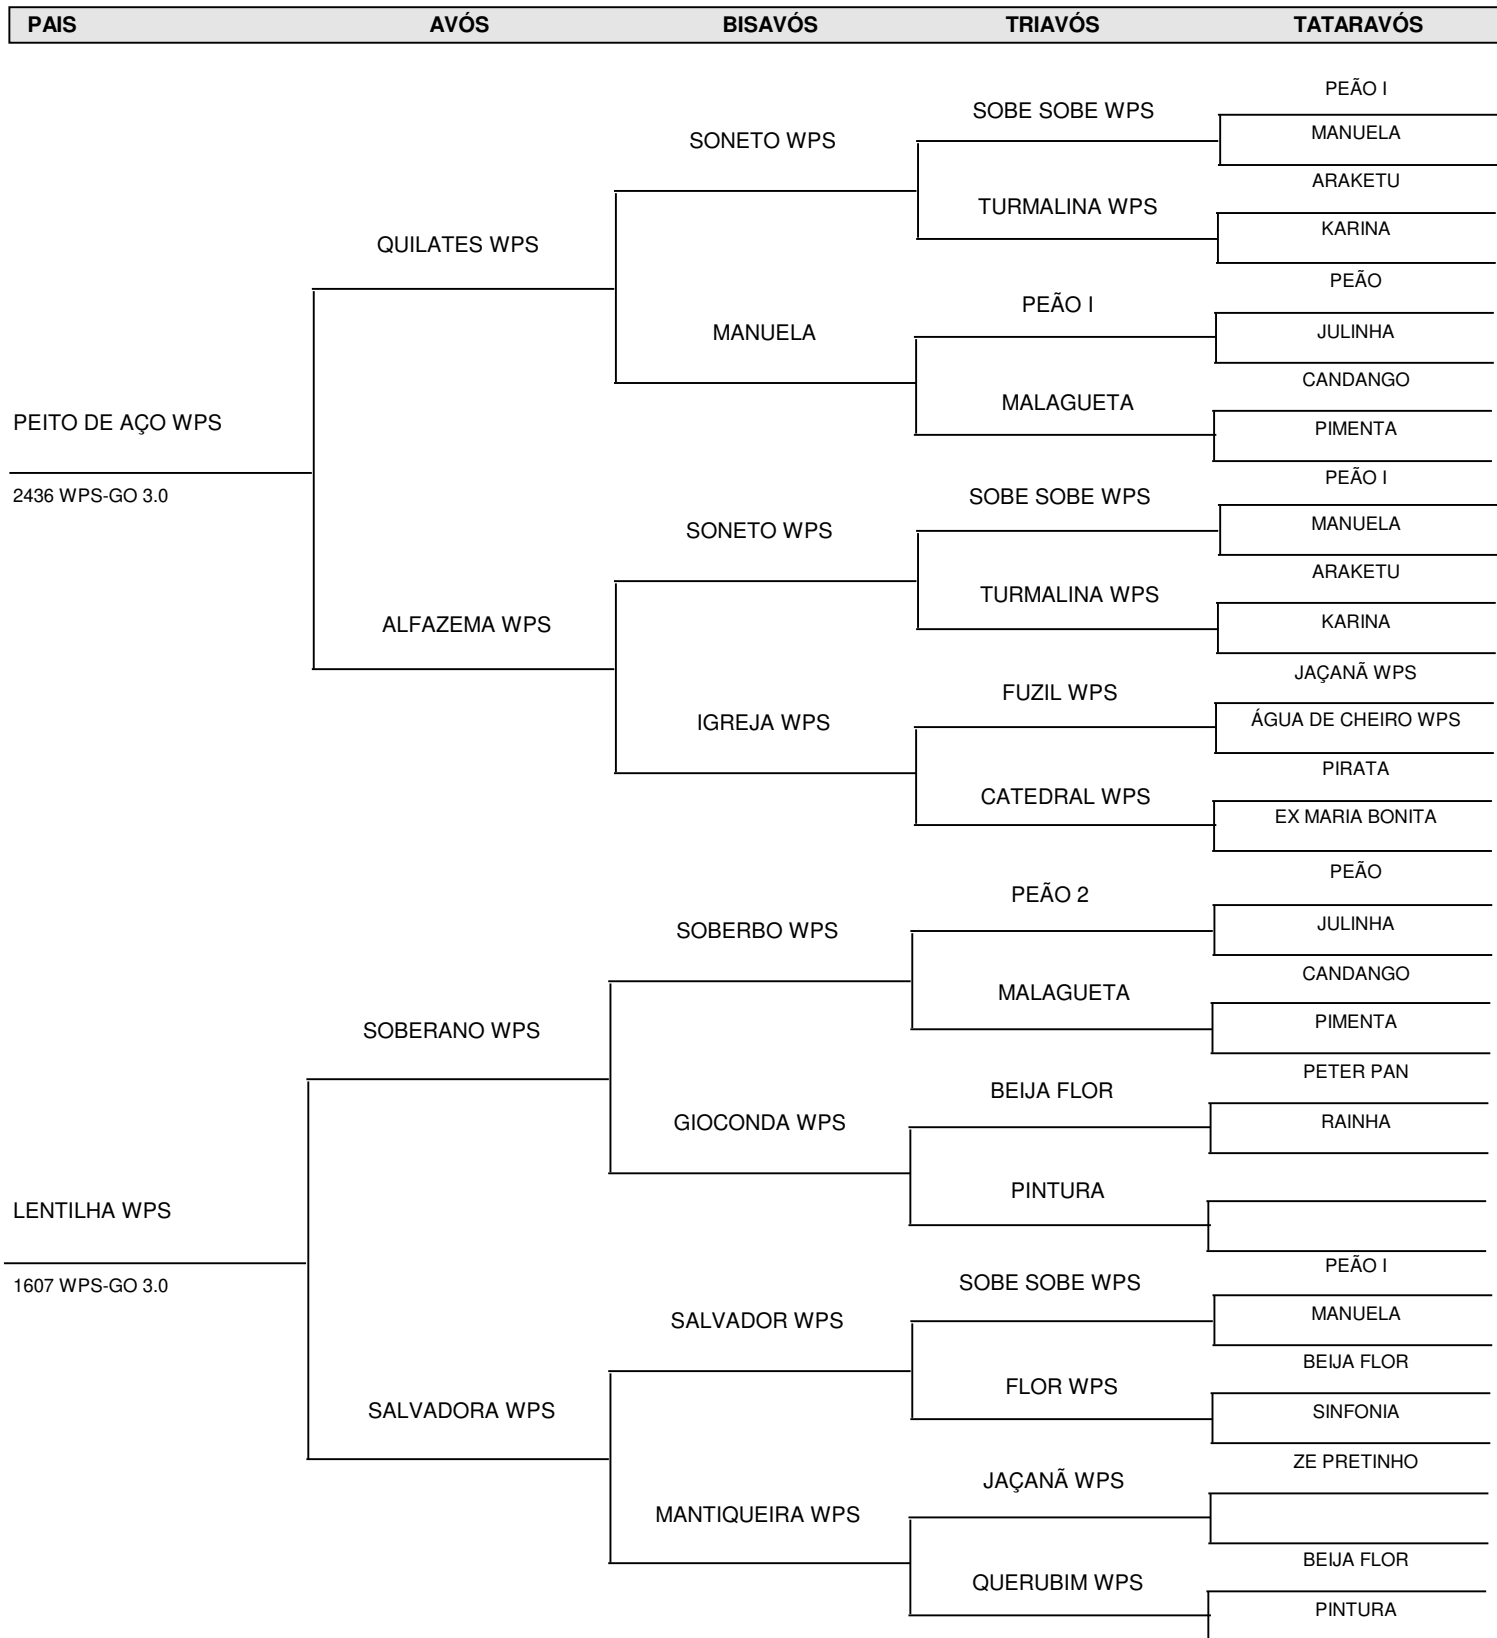 PAIS AVÓS BISAVÓS TRIAVÓS TATARAVÓS
PEÃO I
SOBE SOBE WPS
MANUELA
SONETO WPS
ARAKETU
TURMALINA WPS
KARINA
QUILATES WPS
PEÃO
PEÃO I
JULINHA
MANUELA
CANDANGO
MALAGUETA
PEITO DE AÇO WPS
PIMENTA
PEÃO I
2436 WPS-GO 3.0
SOBE SOBE WPS
MANUELA
SONETO WPS
ARAKETU
TURMALINA WPS
KARINA
ALFAZEMA WPS
JAÇANÃ WPS
FUZIL WPS
ÁGUA DE CHEIRO WPS
IGREJA WPS
PIRATA
CATEDRAL WPS
EX MARIA BONITA
PEÃO
PEÃO 2
JULINHA
SOBERBO WPS
CANDANGO
MALAGUETA
PIMENTA
SOBERANO WPS
PETER PAN
BEIJA FLOR
RAINHA
GIOCONDA WPS
PINTURA
LENTILHA WPS
PEÃO I
1607 WPS-GO 3.0
SOBE SOBE WPS
MANUELA
SALVADOR WPS
BEIJA FLOR
FLOR WPS
SINFONIA
SALVADORA WPS
ZE PRETINHO
JAÇANÃ WPS
MANTIQUEIRA WPS
BEIJA FLOR
QUERUBIM WPS
PINTURA